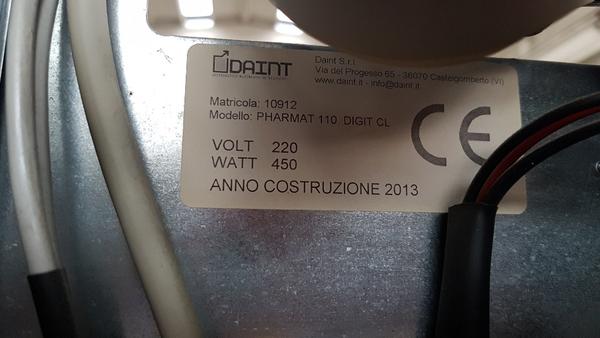 DAINT
Daint S.r.l.
Via del Progesso 65 - 36070 Castelgomberto (VI)
www.daint.it - info@daint.it
Matricola: 10912
Modello: PHARMAT 110 DIGIT CL
CE
VOLT 220
WATT 450
ANNO COSTRUZIONE 2013